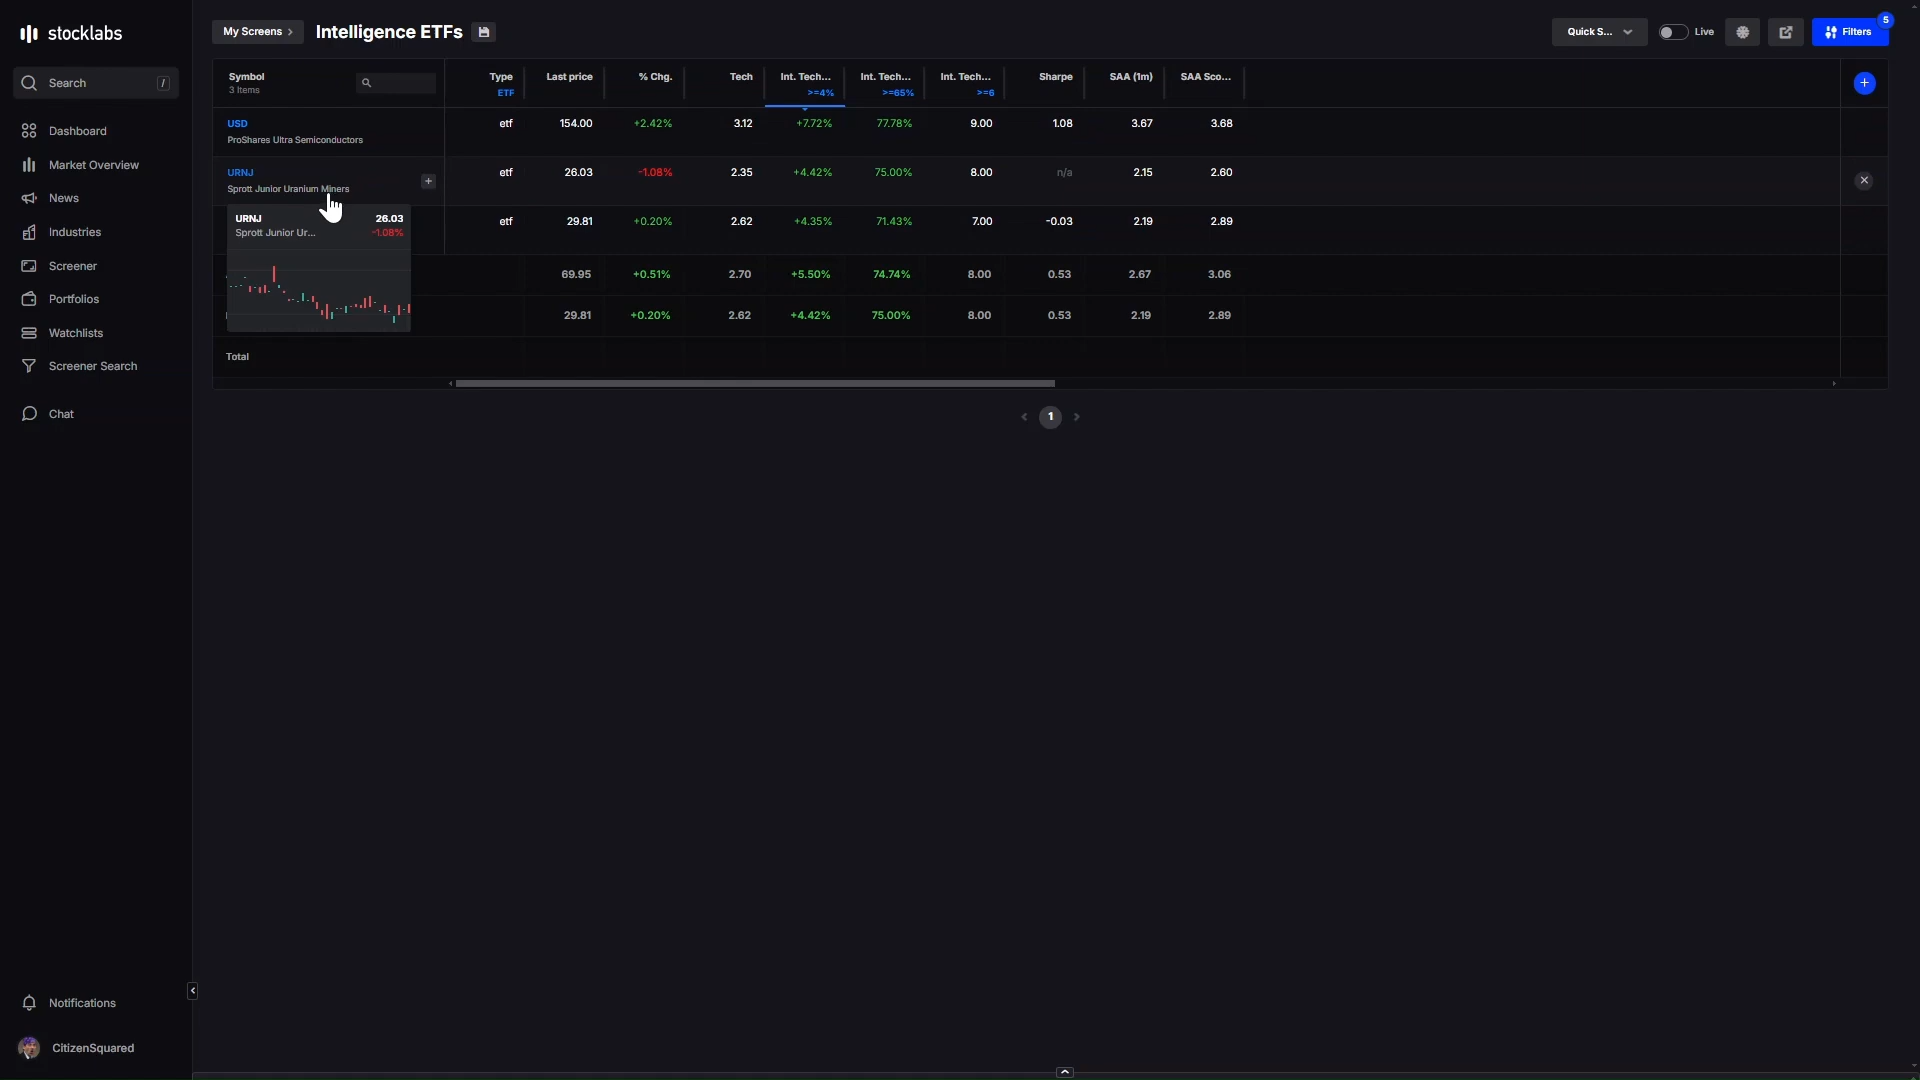 stocklabs
Search /
Dashboard
Market Overview
News
Industries
Screener
Portfolios
Watchlists
Screener Search
Chat
Notifications
CitizenSquared
My Screens
Intelligence ETFs
Quick S...
Live
Filters
5
Symbol
3 Items
Type Last price % Chg. Tech Int. Tech... Int. Tech... Int. Tech... Sharpe SAA (1m) SAA Sco...
ETF >=4% >=65% >=6
USD etf 154.00 +2.42% 3.12 +7.72% 77.78% 9.00 1.08 3.67 3.68
ProShares Ultra Semiconductors
URNJ etf 26.03 -1.08% 2.35 +4.42% 75.00% 8.00 n/a 2.15 2.60
Sprott Junior Uranium Miners
URNJ 26.03
Sprott Junior Ur... -1.08%
etf 29.81 +0.20% 2.62 +4.35% 71.43% 7.00 -0.03 2.19 2.89
69.95 +0.51% 2.70 +5.50% 74.74% 8.00 0.53 2.67 3.06
29.81 +0.20% 2.62 +4.42% 75.00% 8.00 0.53 2.19 2.89
Total
1